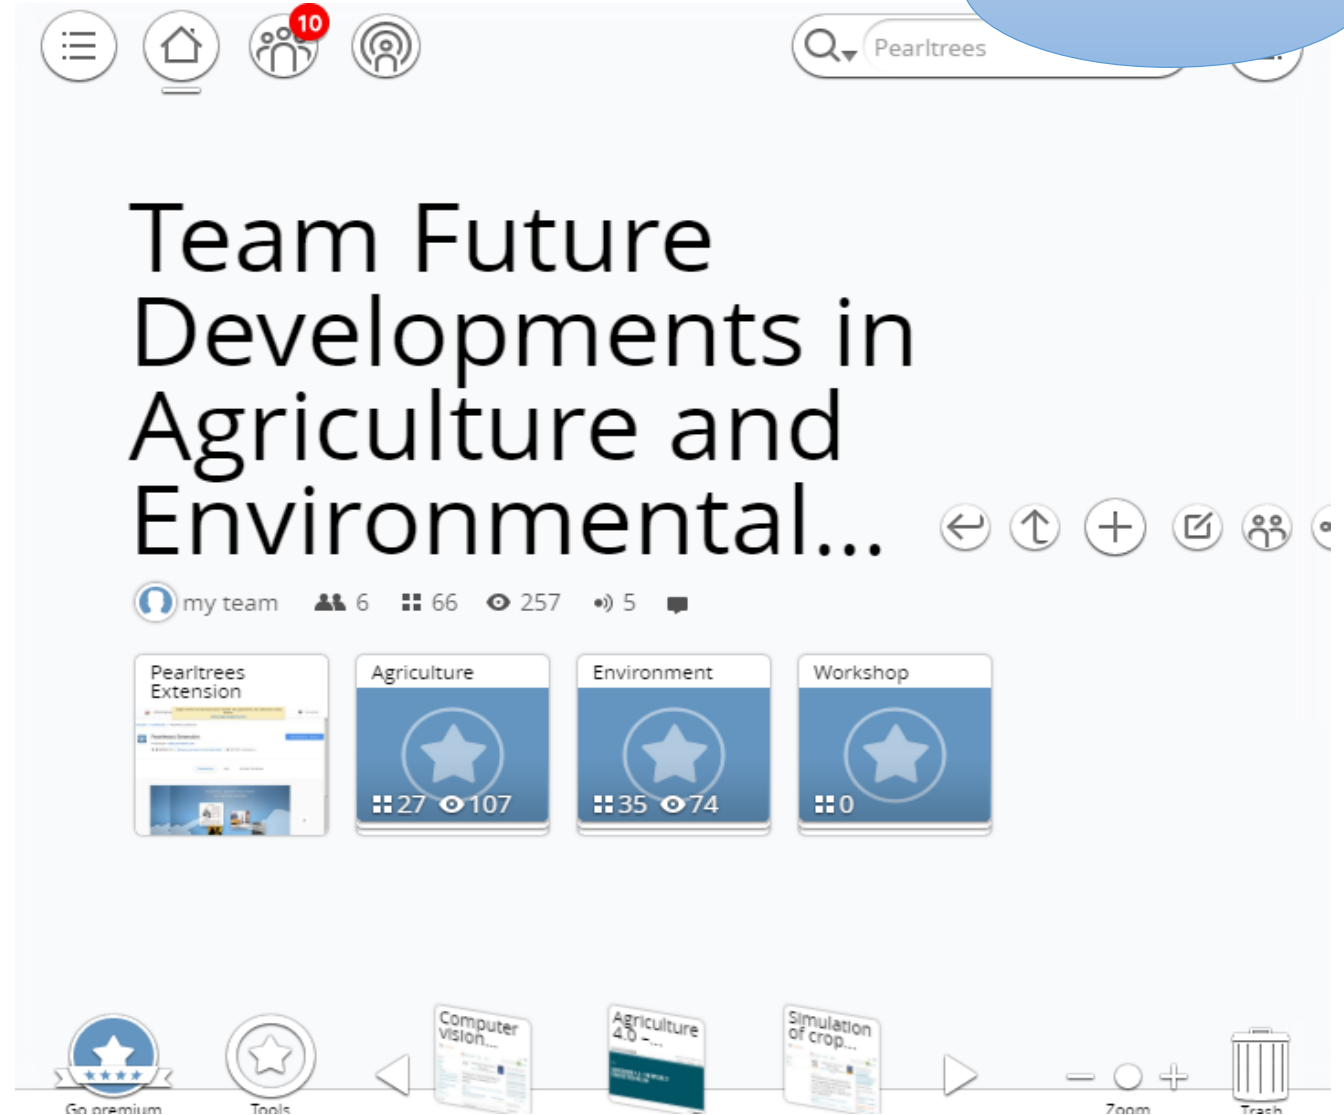 10
Pearltrees
Team Future
Developments in
Agriculture and
Environmental...
my team 6 66 257 5
Pearltrees
Extension
Agriculture
27 107
Environment
35 74
Workshop
0
Computer
vision...
Agriculture
4.0 –...
Simulation
of crop...
Go premium
Tools
Zoom
Trash